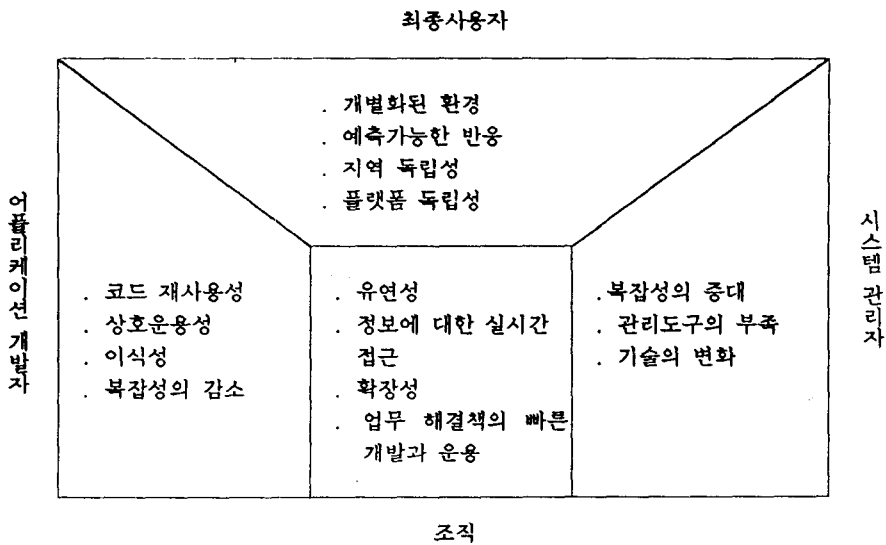 최종사용자
. 개별화된 환경
. 예측가능한 반응
. 지역 독립성
. 플랫폼 독립성
어플리케이션 개발자
. 코드 재사용성
. 상호운용성
. 이식성
. 복잡성의 감소
. 유연성
. 정보에 대한 실시간
접근
. 확장성
. 업무 해결책의 빠른
개발과 운용
.복잡성의 증대
. 관리도구의 부족
. 기술의 변화
시스템 관리자
조직